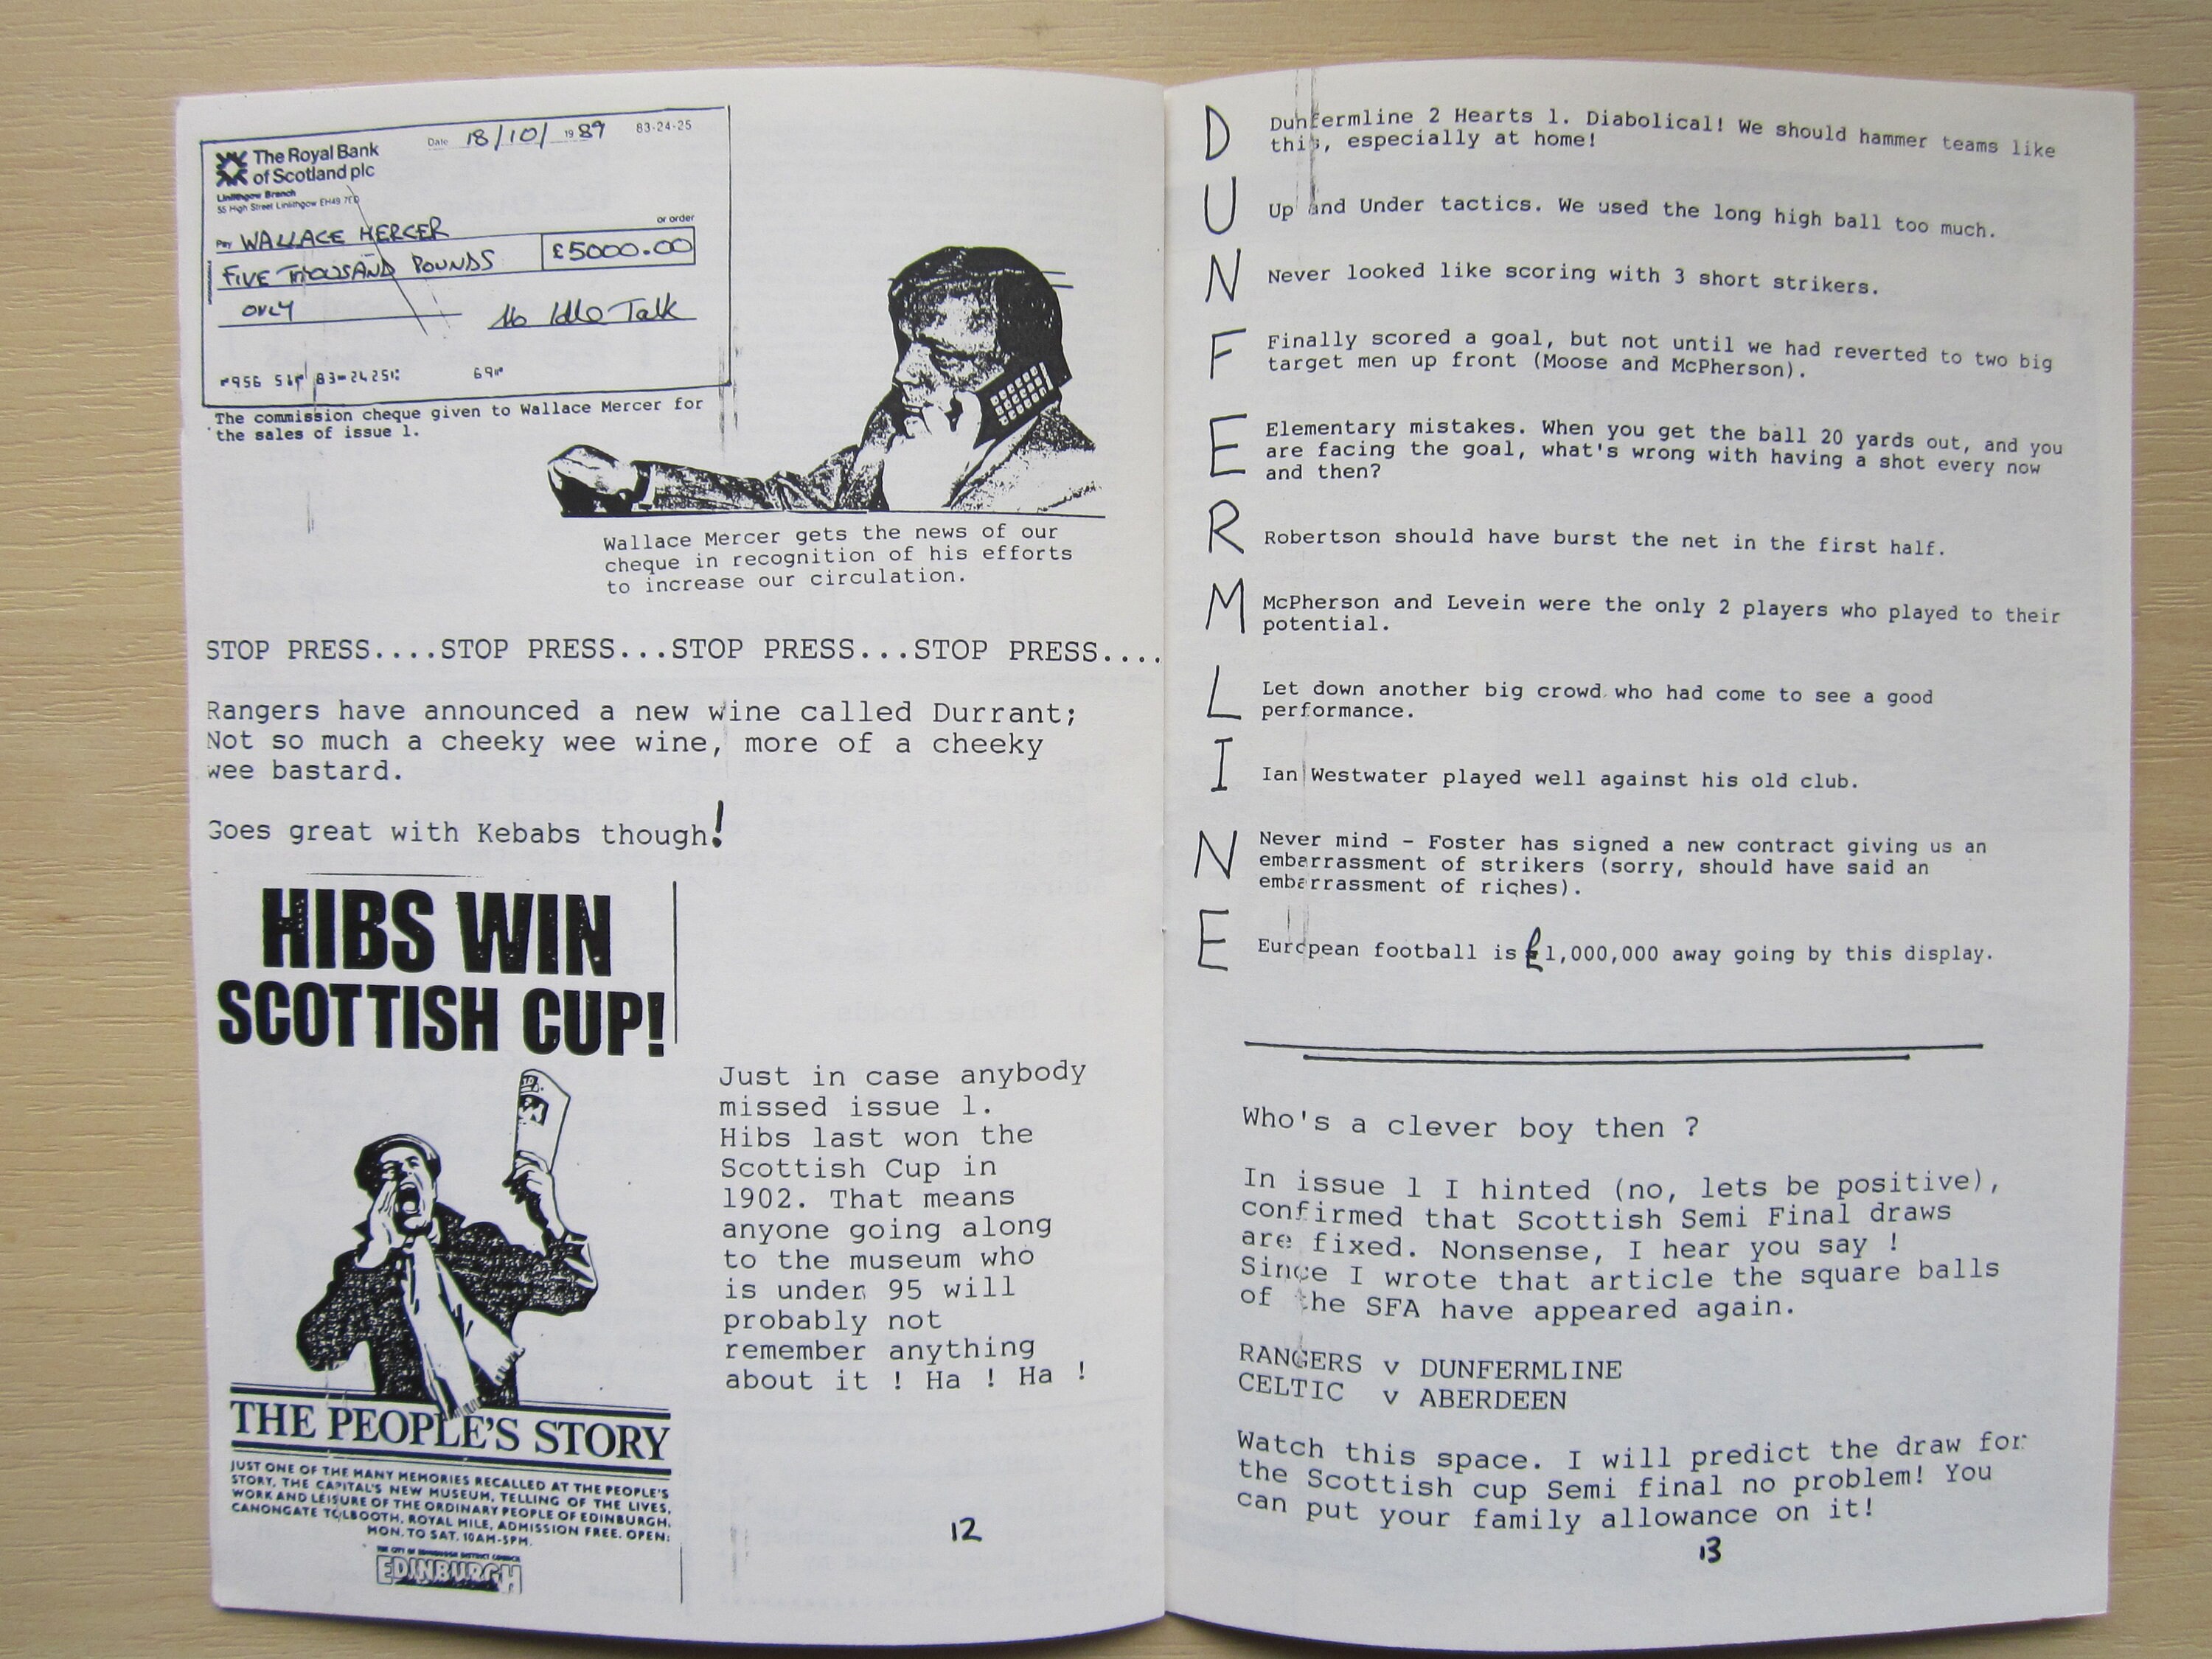 Date 18/10/ 1989 83-24-25
The Royal Bank
of Scotland plc
Linlithgow Branch
55 High Street Linlithgow EH49 7ED
or order
Pay WALLACE MERCER
FIVE THOUSAND POUNDS £5000.00
ONLY
No Idle Talk
The commission cheque given to Wallace Mercer for
the sales of issue 1.
Wallace Mercer gets the news of our
cheque in recognition of his efforts
to increase our circulation.
STOP PRESS....STOP PRESS...STOP PRESS...STOP PRESS....
Rangers have announced a new wine called Durrant;
Not so much a cheeky wee wine, more of a cheeky
wee bastard.
Goes great with Kebabs though!
HIBS WIN
SCOTTISH CUP!
THE PEOPLE'S STORY
JUST ONE OF THE MANY MEMORIES RECALLED AT THE PEOPLE'S
STORY, THE CAPITAL'S NEW MUSEUM, TELLING OF THE LIVES,
WORK AND LEISURE OF THE ORDINARY PEOPLE OF EDINBURGH.
CANONGATE TOLBOOTH, ROYAL MILE, ADMISSION FREE. OPEN:
MON. TO SAT. 10AM-5PM.
THE CITY OF EDINBURGH DISTRICT COUNCIL
EDINBURGH
Just in case anybody
missed issue 1.
Hibs last won the
Scottish Cup in
1902. That means
anyone going along
to the museum who
is under 95 will
probably not
remember anything
about it ! Ha ! Ha !
12
D Dunfermline 2 Hearts 1. Diabolical! We should hammer teams like
this, especially at home!
U Up and Under tactics. We used the long high ball too much.
N Never looked like scoring with 3 short strikers.
F Finally scored a goal, but not until we had reverted to two big
target men up front (Moose and McPherson).
E Elementary mistakes. When you get the ball 20 yards out, and you
are facing the goal, what's wrong with having a shot every now
and then?
R Robertson should have burst the net in the first half.
M McPherson and Levein were the only 2 players who played to their
potential.
L Let down another big crowd who had come to see a good
performance.
I Ian Westwater played well against his old club.
N Never mind - Foster has signed a new contract giving us an
embarrassment of strikers (sorry, should have said an
embarrassment of riches).
E European football is £1,000,000 away going by this display.
Who's a clever boy then ?
In issue 1 I hinted (no, lets be positive),
confirmed that Scottish Semi Final draws
are fixed. Nonsense, I hear you say !
Since I wrote that article the square balls
of the SFA have appeared again.
RANGERS v DUNFERMLINE
CELTIC v ABERDEEN
Watch this space. I will predict the draw for
the Scottish cup Semi final no problem! You
can put your family allowance on it!
13